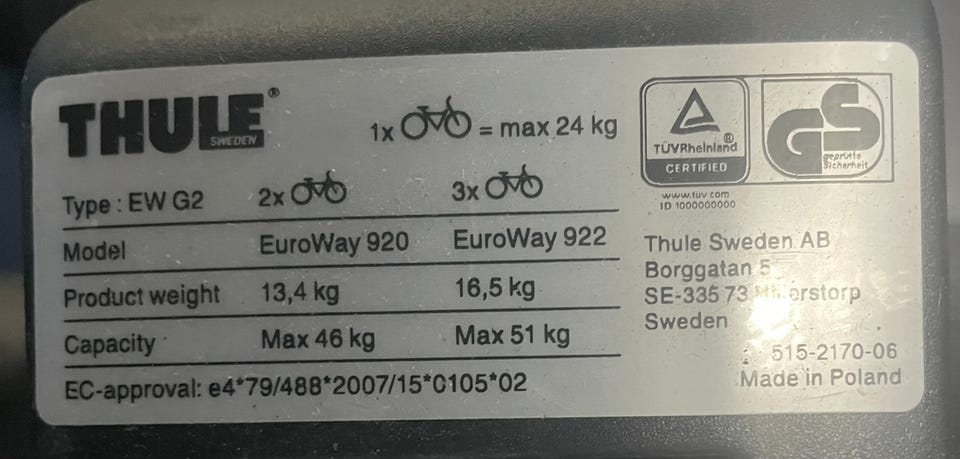 THULE®
SWEDEN
1x = max 24 kg
Type : EW G2 2x 3x
Model EuroWay 920 EuroWay 922
Product weight 13,4 kg 16,5 kg
Capacity Max 46 kg Max 51 kg
EC-approval: e4*79/488*2007/15*0105*02
TÜVRheinland®
CERTIFIED
www.tuv.com
ID 1000000000
GS
geprüfte
Sicherheit
Thule Sweden AB
Borggatan 5
SE-335 73
Sweden
515-2170-06
Made in Poland